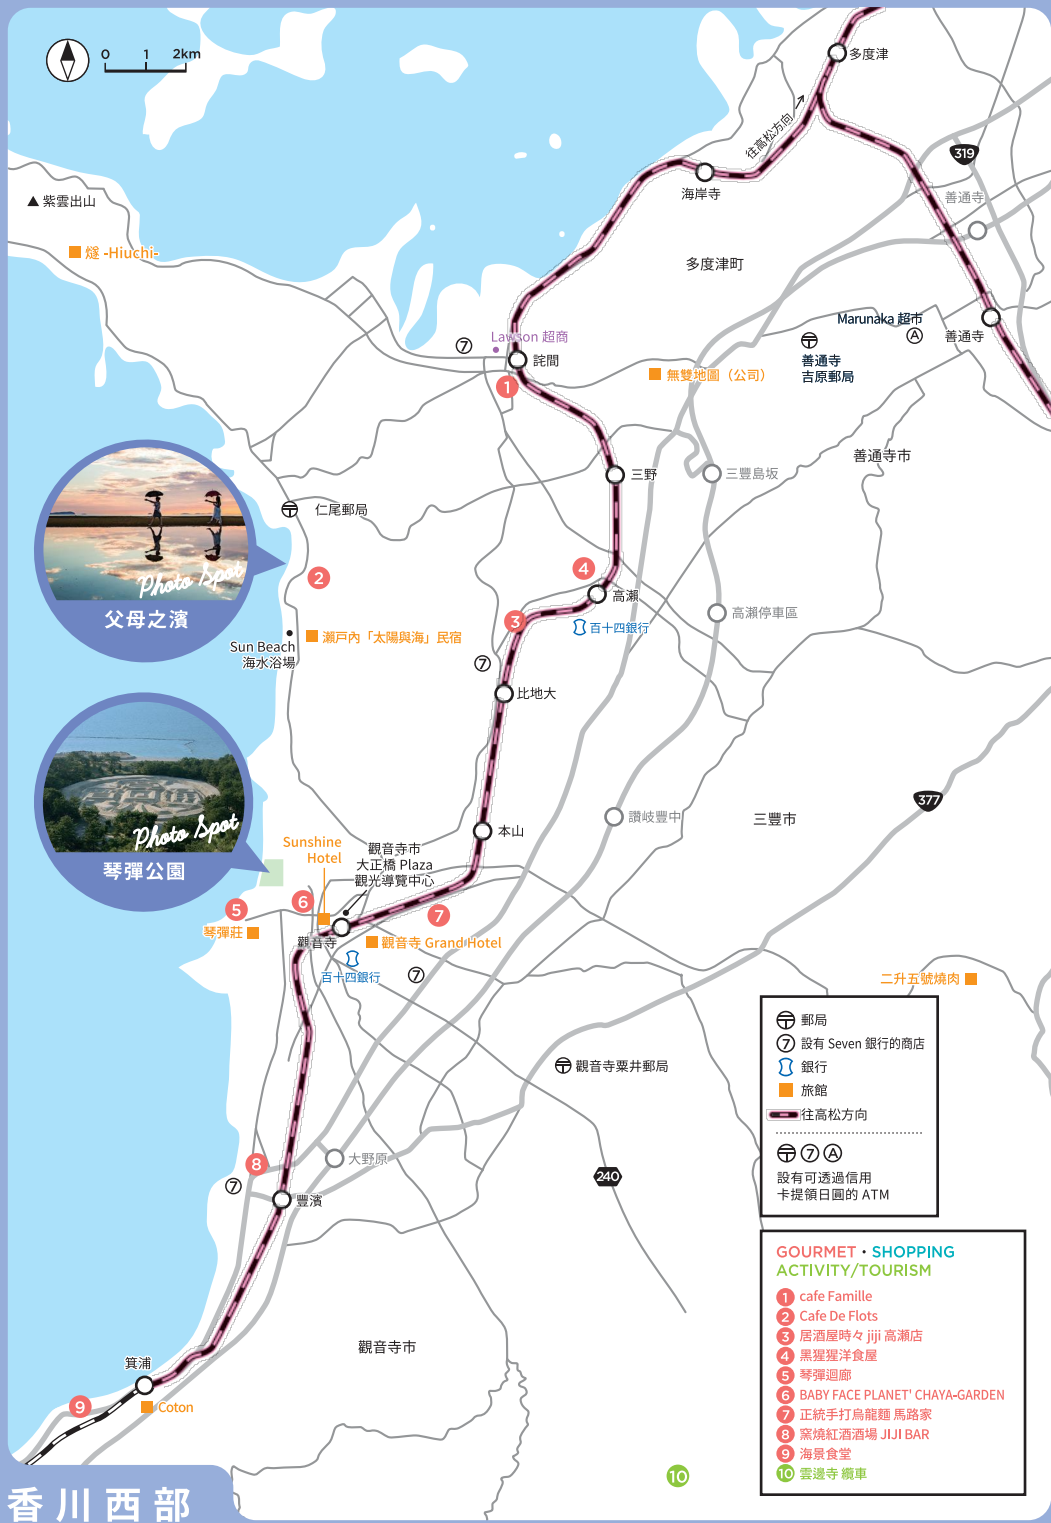 0 1 2km
多度津
往高松方向
319
善通寺
海岸寺
▲紫雲出山
燧 -Hiuchi-
多度津町
Marunaka 超市
善通寺
善通寺
吉原郵局
Lawson 超商
7
詫間
1
無雙地圖（公司）
善通寺市
三野
三豐鳥坂
仁尾郵局
Photo Spot
父母之濱
2
4
高瀨
高瀨停車區
3
百十四銀行
Sun Beach
海水浴場
瀨戶內「太陽與海」民宿
7
比地大
Photo Spot
琴彈公園
377
讚岐豐中
三豐市
本山
Sunshine
Hotel
觀音寺市
大正橋 Plaza
觀光導覽中心
5
6
7
琴彈莊
觀音寺
觀音寺 Grand Hotel
百十四銀行
7
二升五號燒肉
觀音寺粟井郵局
郵局
7 設有 Seven 銀行的商店
銀行
旅館
往高松方向
7 A
設有可透過信用
卡提領日圓的 ATM
大野原
8
7
240
豐濱
觀音寺市
箕浦
9
Coton
10
GOURMET・SHOPPING
ACTIVITY/TOURISM
1 cafe Famille
2 Cafe De Flots
3 居酒屋時々 jiji 高瀨店
4 黑猩猩洋食屋
5 琴彈迴廊
6 BABY FACE PLANET' CHAYA-GARDEN
7 正統手打烏龍麵 馬路家
8 窯燒紅酒酒場 JIJI BAR
9 海景食堂
10 雲邊寺 纜車
香川西部